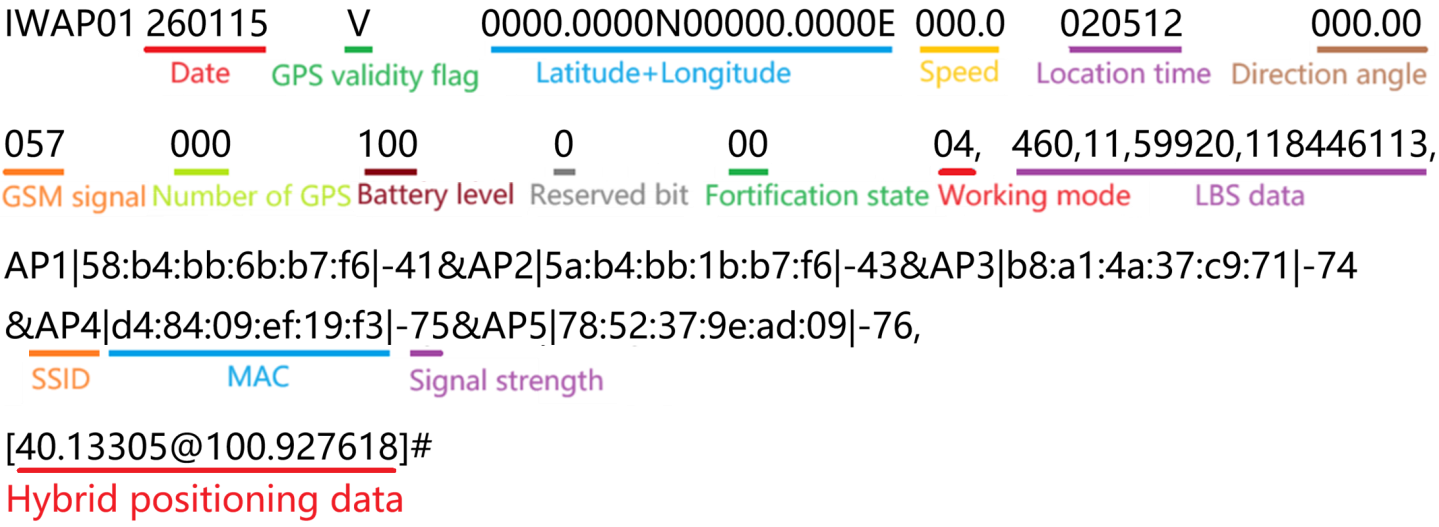 IWAP01 260115 V 0000.0000N00000.0000E 000.0 020512 000.00
Date GPS validity flag Latitude+Longitude Speed Location time Direction angle
057 000 100 0 00 04, 460,11,59920,118446113,
GSM signal Number of GPS Battery level Reserved bit Fortification state Working mode LBS data
AP1|58:b4:bb:6b:b7:f6|-41&AP2|5a:b4:bb:1b:b7:f6|-43&AP3|b8:a1:4a:37:c9:71|-74
&AP4|d4:84:09:ef:19:f3|-75&AP5|78:52:37:9e:ad:09|-76,
SSID MAC Signal strength
[40.13305@100.927618]#
Hybrid positioning data